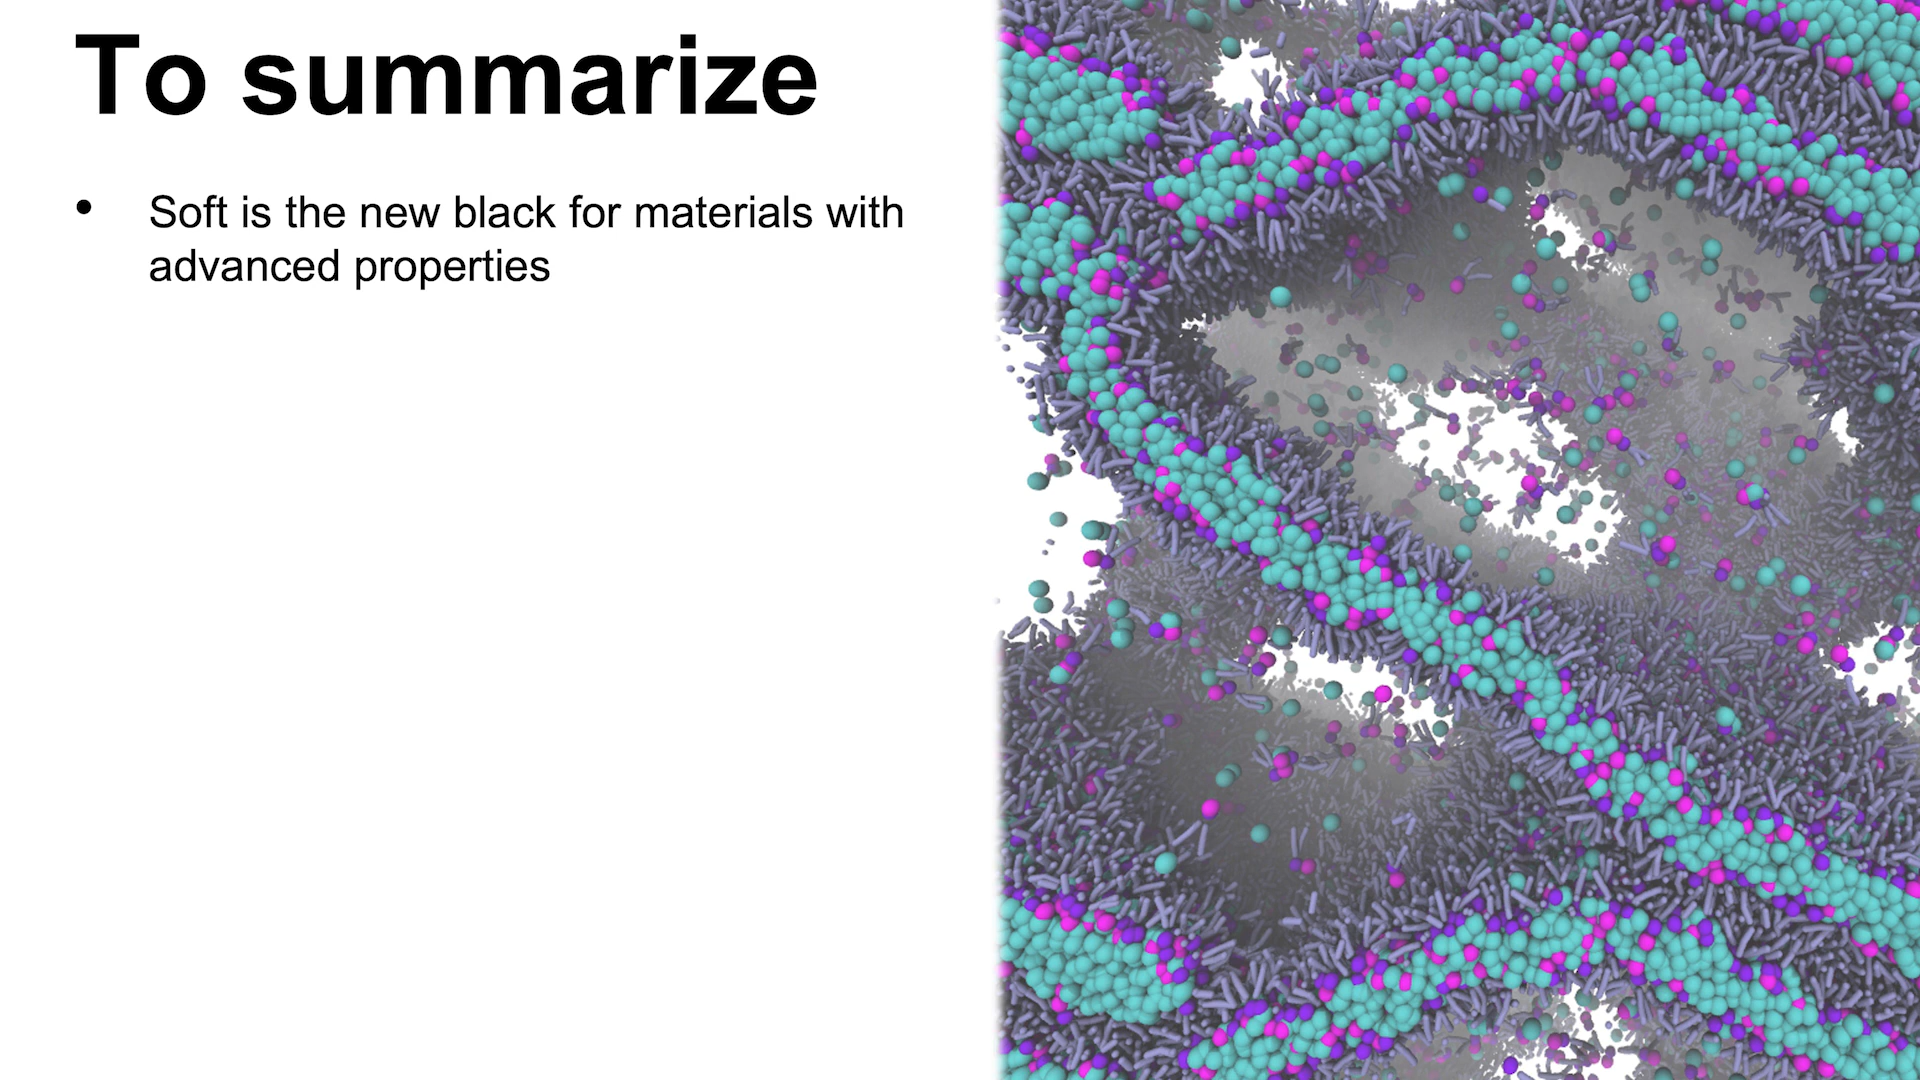 To summarize
• Soft is the new black for materials with
advanced properties